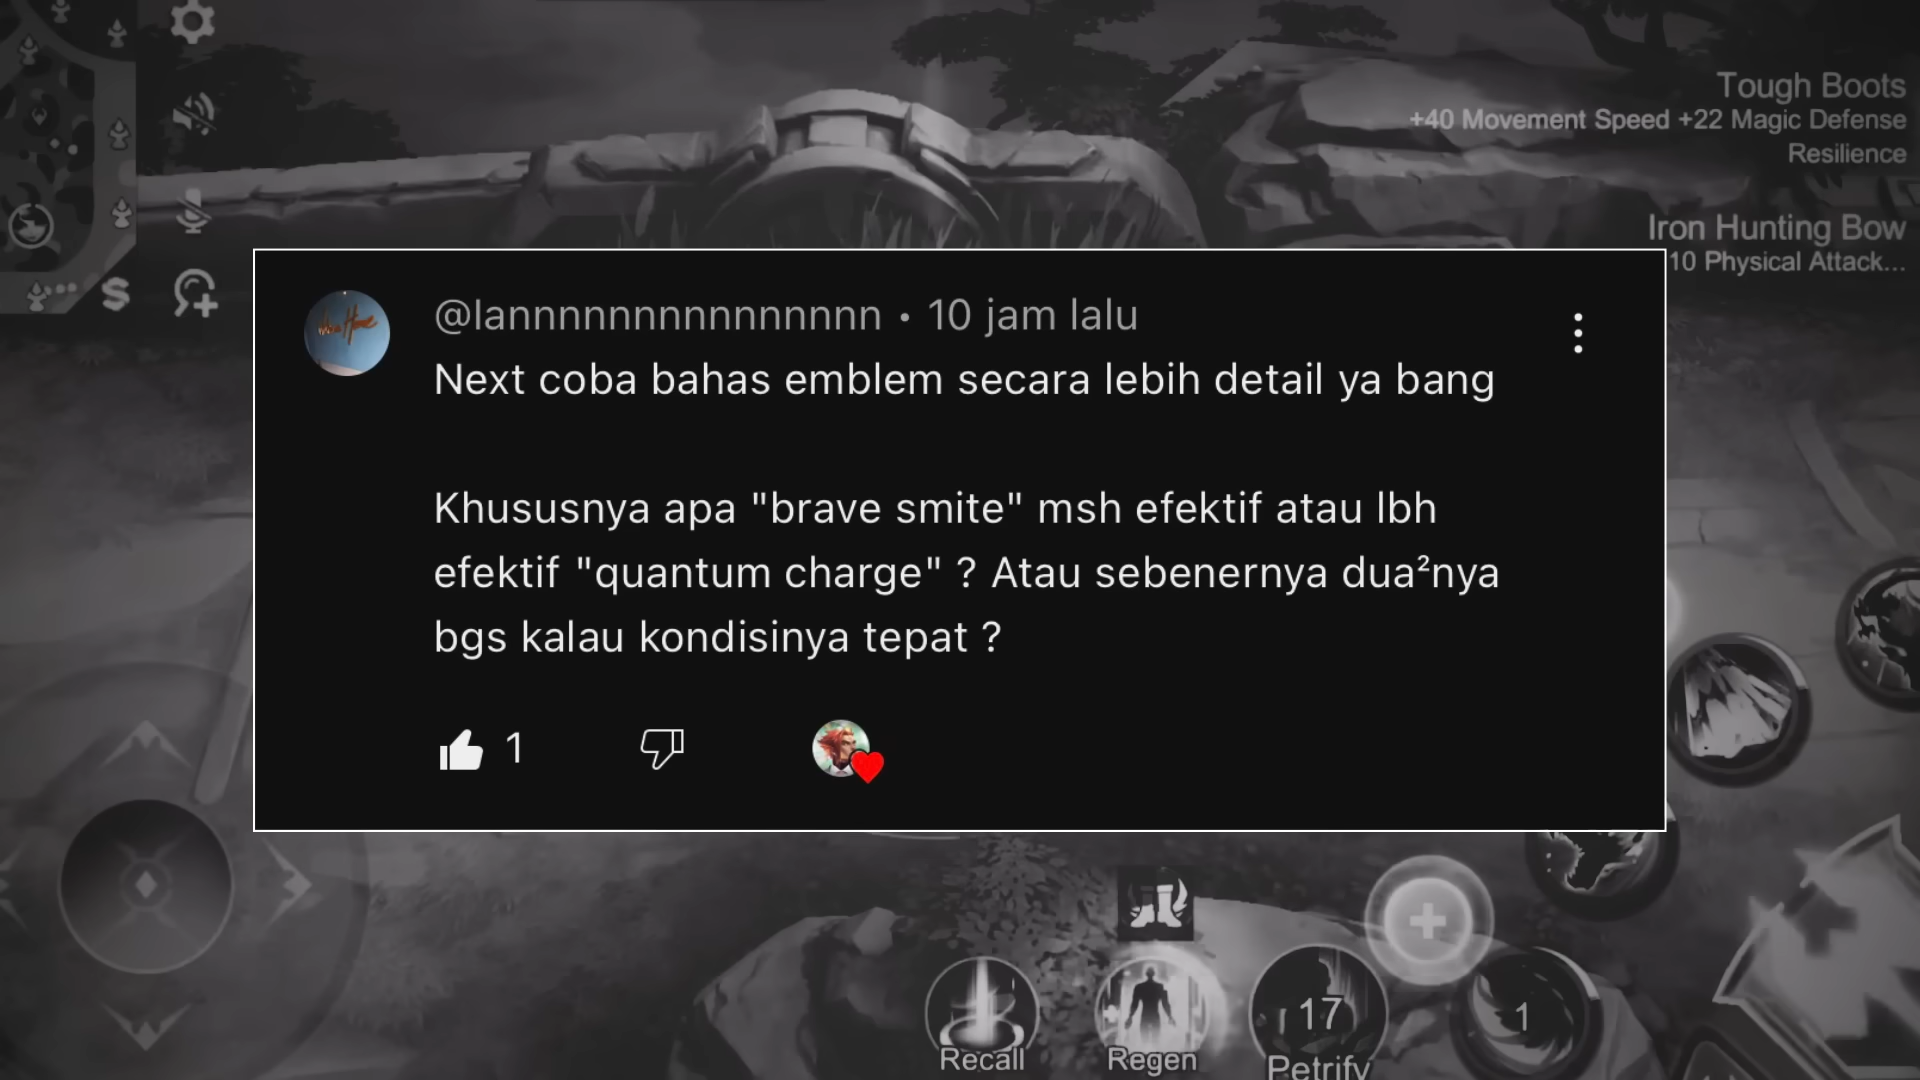 Tough Boots
+40 Movement Speed +22 Magic Defense
Resilience
Iron Hunting Bow
10 Physical Attack...
@lannnnnnnnnnnnnnnn • 10 jam lalu
Next coba bahas emblem secara lebih detail ya bang
Khususnya apa "brave smite" msh efektif atau lbh
efektif "quantum charge" ? Atau sebenernya dua²nya
bgs kalau kondisinya tepat ?
1
17
1
Recall
Regen
Petrify